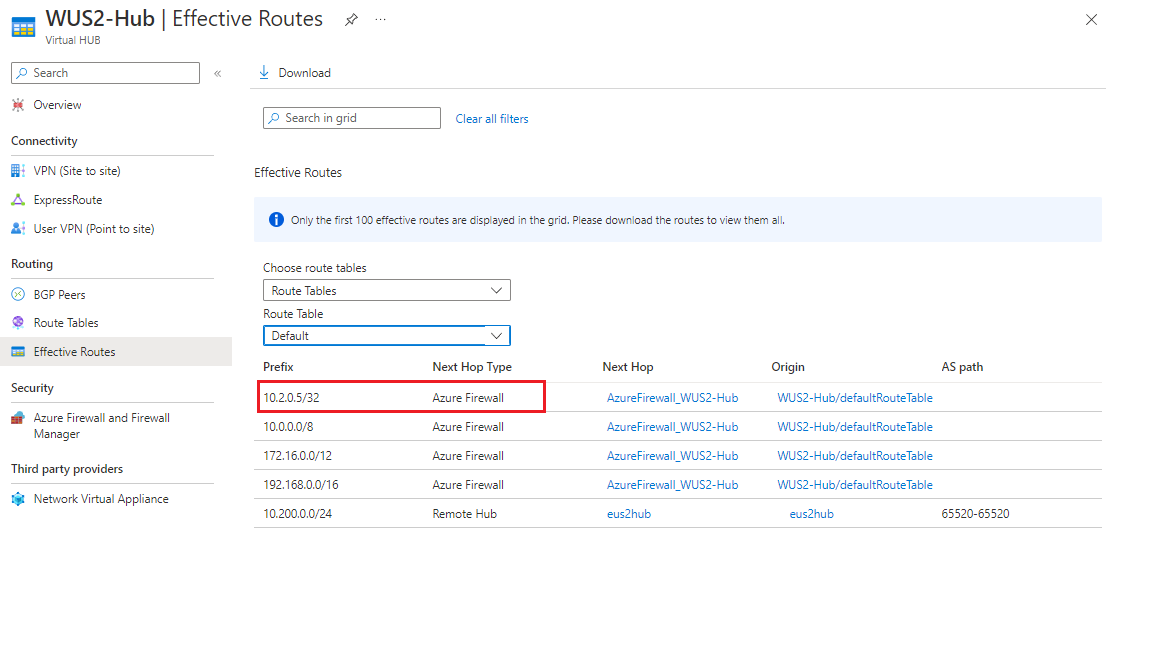 WUS2-Hub | Effective Routes
Virtual HUB
Search
Overview
Connectivity
VPN (Site to site)
ExpressRoute
User VPN (Point to site)
Routing
BGP Peers
Route Tables
Effective Routes
Security
Azure Firewall and Firewall
Manager
Third party providers
Network Virtual Appliance
Download
Search in grid Clear all filters
Effective Routes
Only the first 100 effective routes are displayed in the grid. Please download the routes to view them all.
Choose route tables
Route Tables
Route Table
Default
Prefix Next Hop Type Next Hop Origin AS path
10.2.0.5/32 Azure Firewall AzureFirewall_WUS2-Hub WUS2-Hub/defaultRouteTable
10.0.0.0/8 Azure Firewall AzureFirewall_WUS2-Hub WUS2-Hub/defaultRouteTable
172.16.0.0/12 Azure Firewall AzureFirewall_WUS2-Hub WUS2-Hub/defaultRouteTable
192.168.0.0/16 Azure Firewall AzureFirewall_WUS2-Hub WUS2-Hub/defaultRouteTable
10.200.0.0/24 Remote Hub eus2hub eus2hub 65520-65520